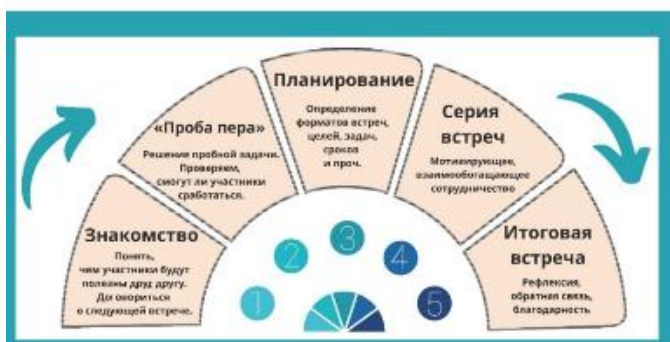 Знакомство
Понять,
чем участники будут
полезны друг другу.
Договориться
о следующей встрече.
«Проба пера»
Решение пробной задачи.
Проверяем,
смогут ли участники
сработаться.
Планирование
Определение
форматов встреч,
целей, задач,
сроков
и проч.
Серия
встреч
Мотивирующее,
взаимообогащающее
сотрудничество
Итоговая
встреча
Рефлексия,
обратная связь,
благодарность
1
2
3
4
5